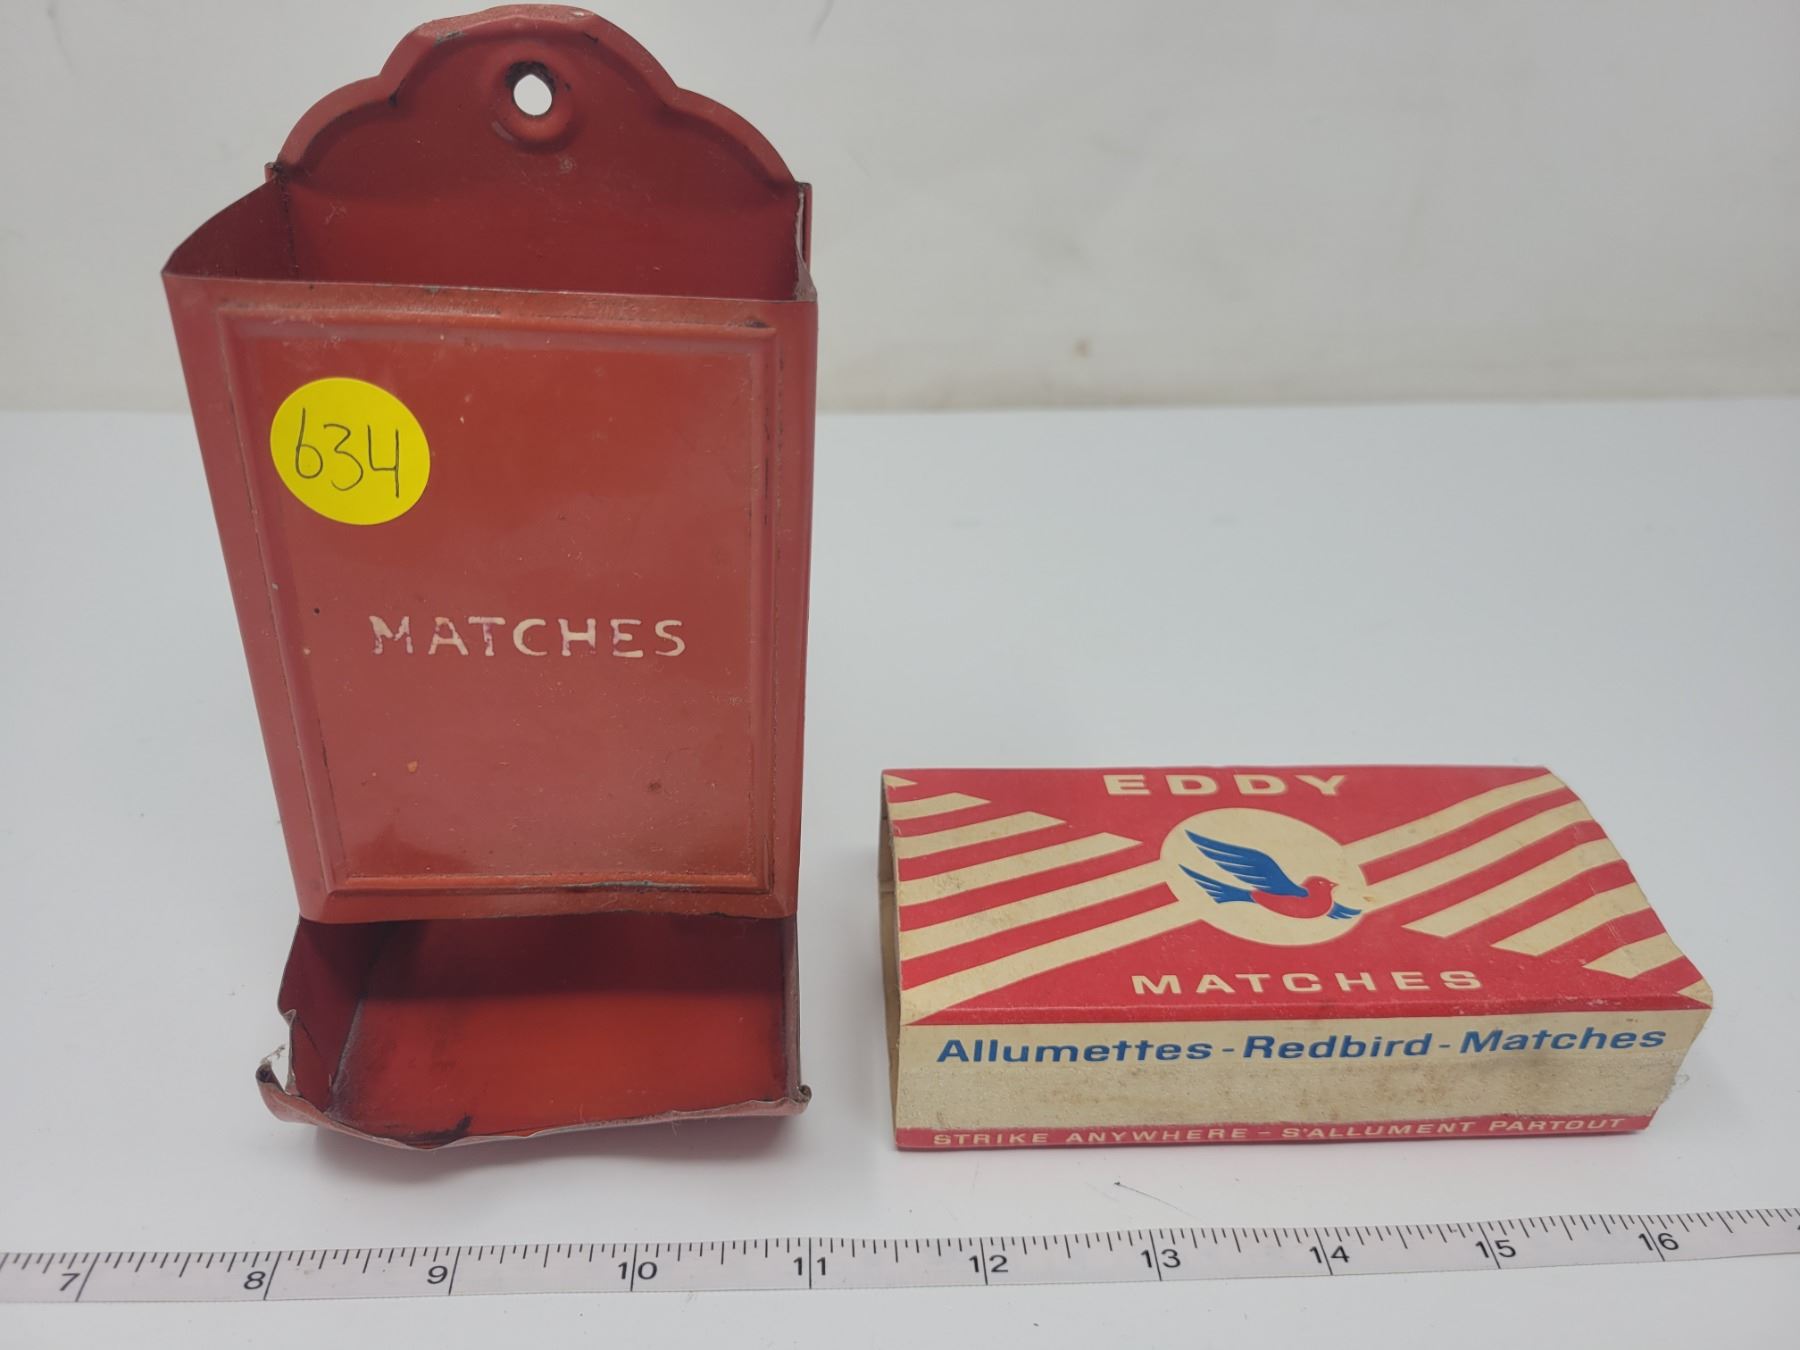 634
MATCHES
EDDY
MATCHES
Allumettes - Redbird - Matches
STRIKE ANYWHERE - S'ALLUMENT PARTOUT
7 8 9 10 11 12 13 14 15 16